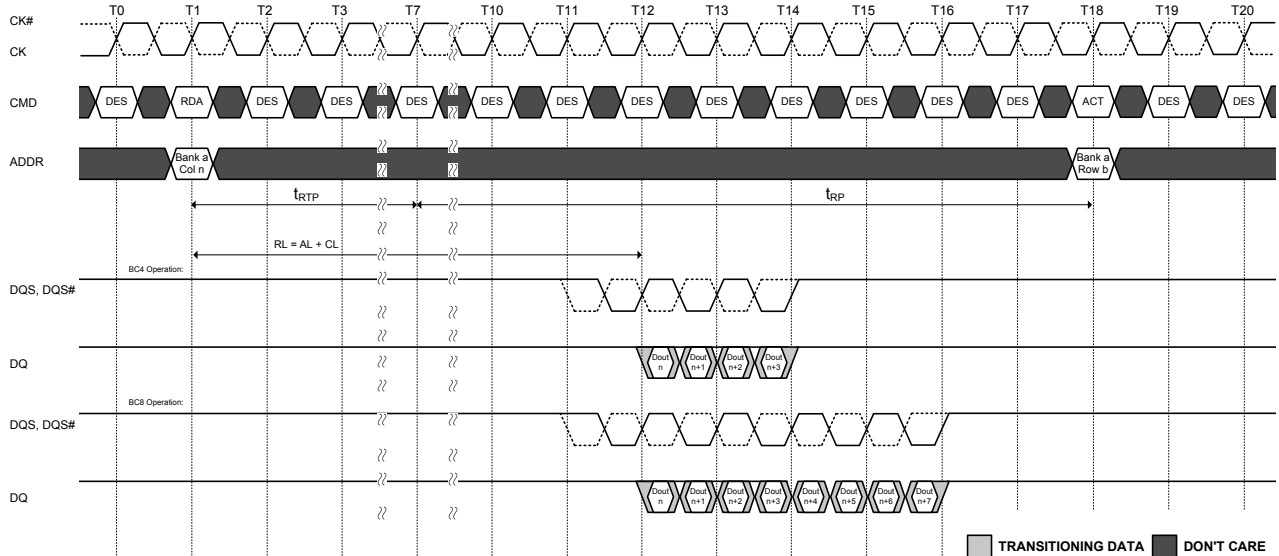 T0 T1 T2 T3 T7 T10 T11 T12 T13 T14 T15 T16 T17 T18 T19 T20
CK#
CK
CMD DES RDA DES DES DES DES DES DES DES DES DES DES DES ACT DES DES
ADDR
Bank a
Col n
Bank a
Row b
tRTP tRP
RL = AL + CL
BC4 Operation:
DQS, DQS#
DQ
Dout
n
Dout
n+1
Dout
n+2
Dout
n+3
BC8 Operation:
DQS, DQS#
DQ
Dout
n
Dout
n+1
Dout
n+2
Dout
n+3
Dout
n+4
Dout
n+5
Dout
n+6
Dout
n+7
TRANSITIONING DATA DON'T CARE